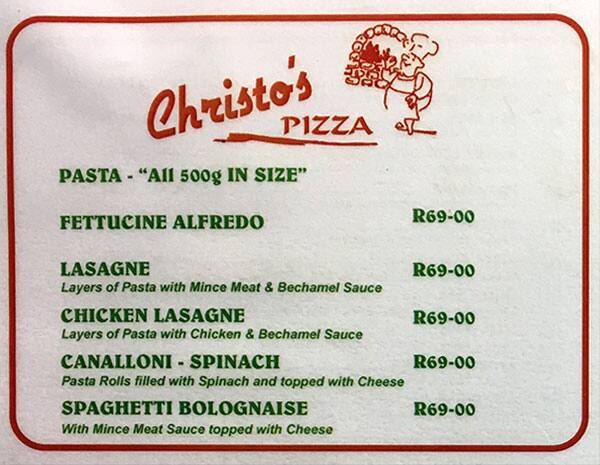 Christo's
PIZZA
PASTA - "All 500g IN SIZE"
FETTUCINE ALFREDO R69-00
LASAGNE R69-00
Layers of Pasta with Mince Meat & Bechamel Sauce
CHICKEN LASAGNE R69-00
Layers of Pasta with Chicken & Bechamel Sauce
CANALLONI - SPINACH R69-00
Pasta Rolls filled with Spinach and topped with Cheese
SPAGHETTI BOLOGNAISE R69-00
With Mince Meat Sauce topped with Cheese